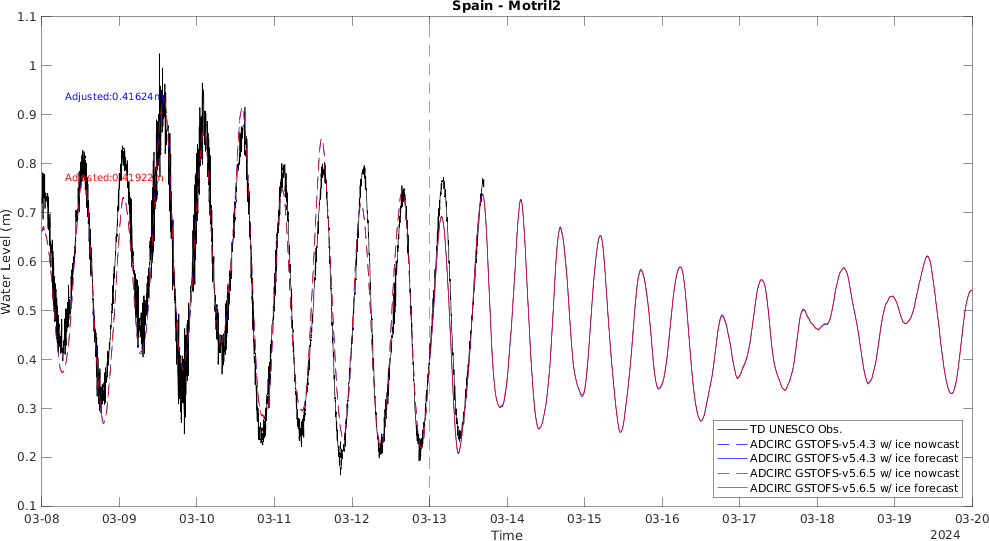 Spain - Motril2
1.1
1
0.9
0.8
0.7
0.6
0.5
0.4
0.3
0.2
0.1
Water Level (m)
Adjusted:0.41624m
Adjusted:0.41922m
TD UNESCO Obs.
ADCIRC GSTOFS-v5.4.3 w/ ice nowcast
ADCIRC GSTOFS-v5.4.3 w/ ice forecast
ADCIRC GSTOFS-v5.6.5 w/ ice nowcast
ADCIRC GSTOFS-v5.6.5 w/ ice forecast
03-08 03-09 03-10 03-11 03-12 03-13 03-14 03-15 03-16 03-17 03-18 03-19 03-20
Time
2024